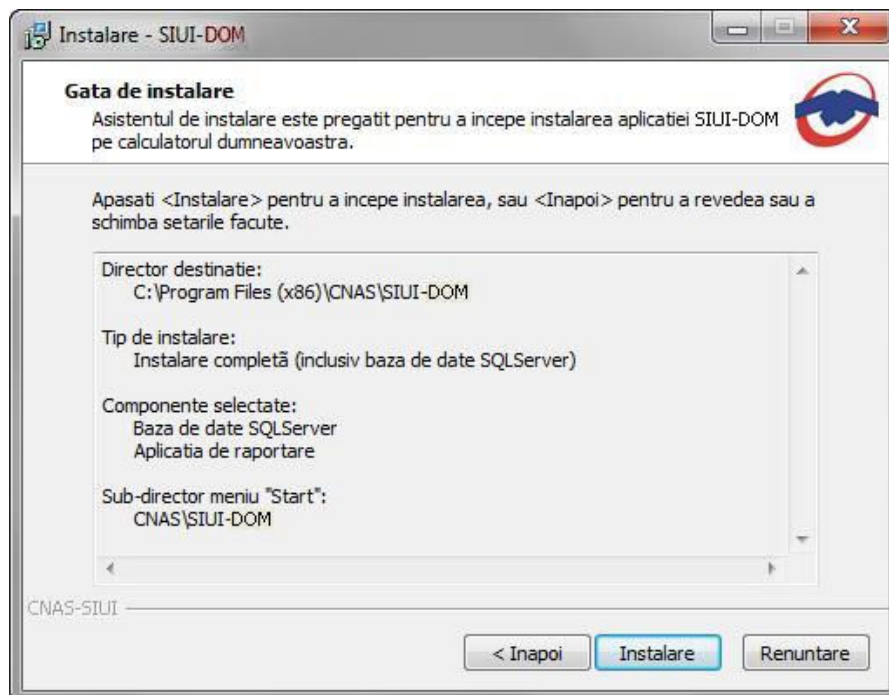 Instalare - SIUI-DOM
Gata de instalare
Asistentul de instalare este pregatit pentru a incepe instalarea aplicatiei SIUI-DOM
pe calculatorul dumneavoastra.
Apasati <Instalare> pentru a incepe instalarea, sau <Inapoi> pentru a revedea sau a
schimba setarile facute.
Director destinatie:
C:\Program Files (x86)\CNAS\SIUI-DOM
Tip de instalare:
Instalare completã (inclusiv baza de date SQLServer)
Componente selectate:
Baza de date SQLServer
Aplicatia de raportare
Sub-director meniu "Start":
CNAS\SIUI-DOM
CNAS-SIUI
< Inapoi Instalare Renuntare